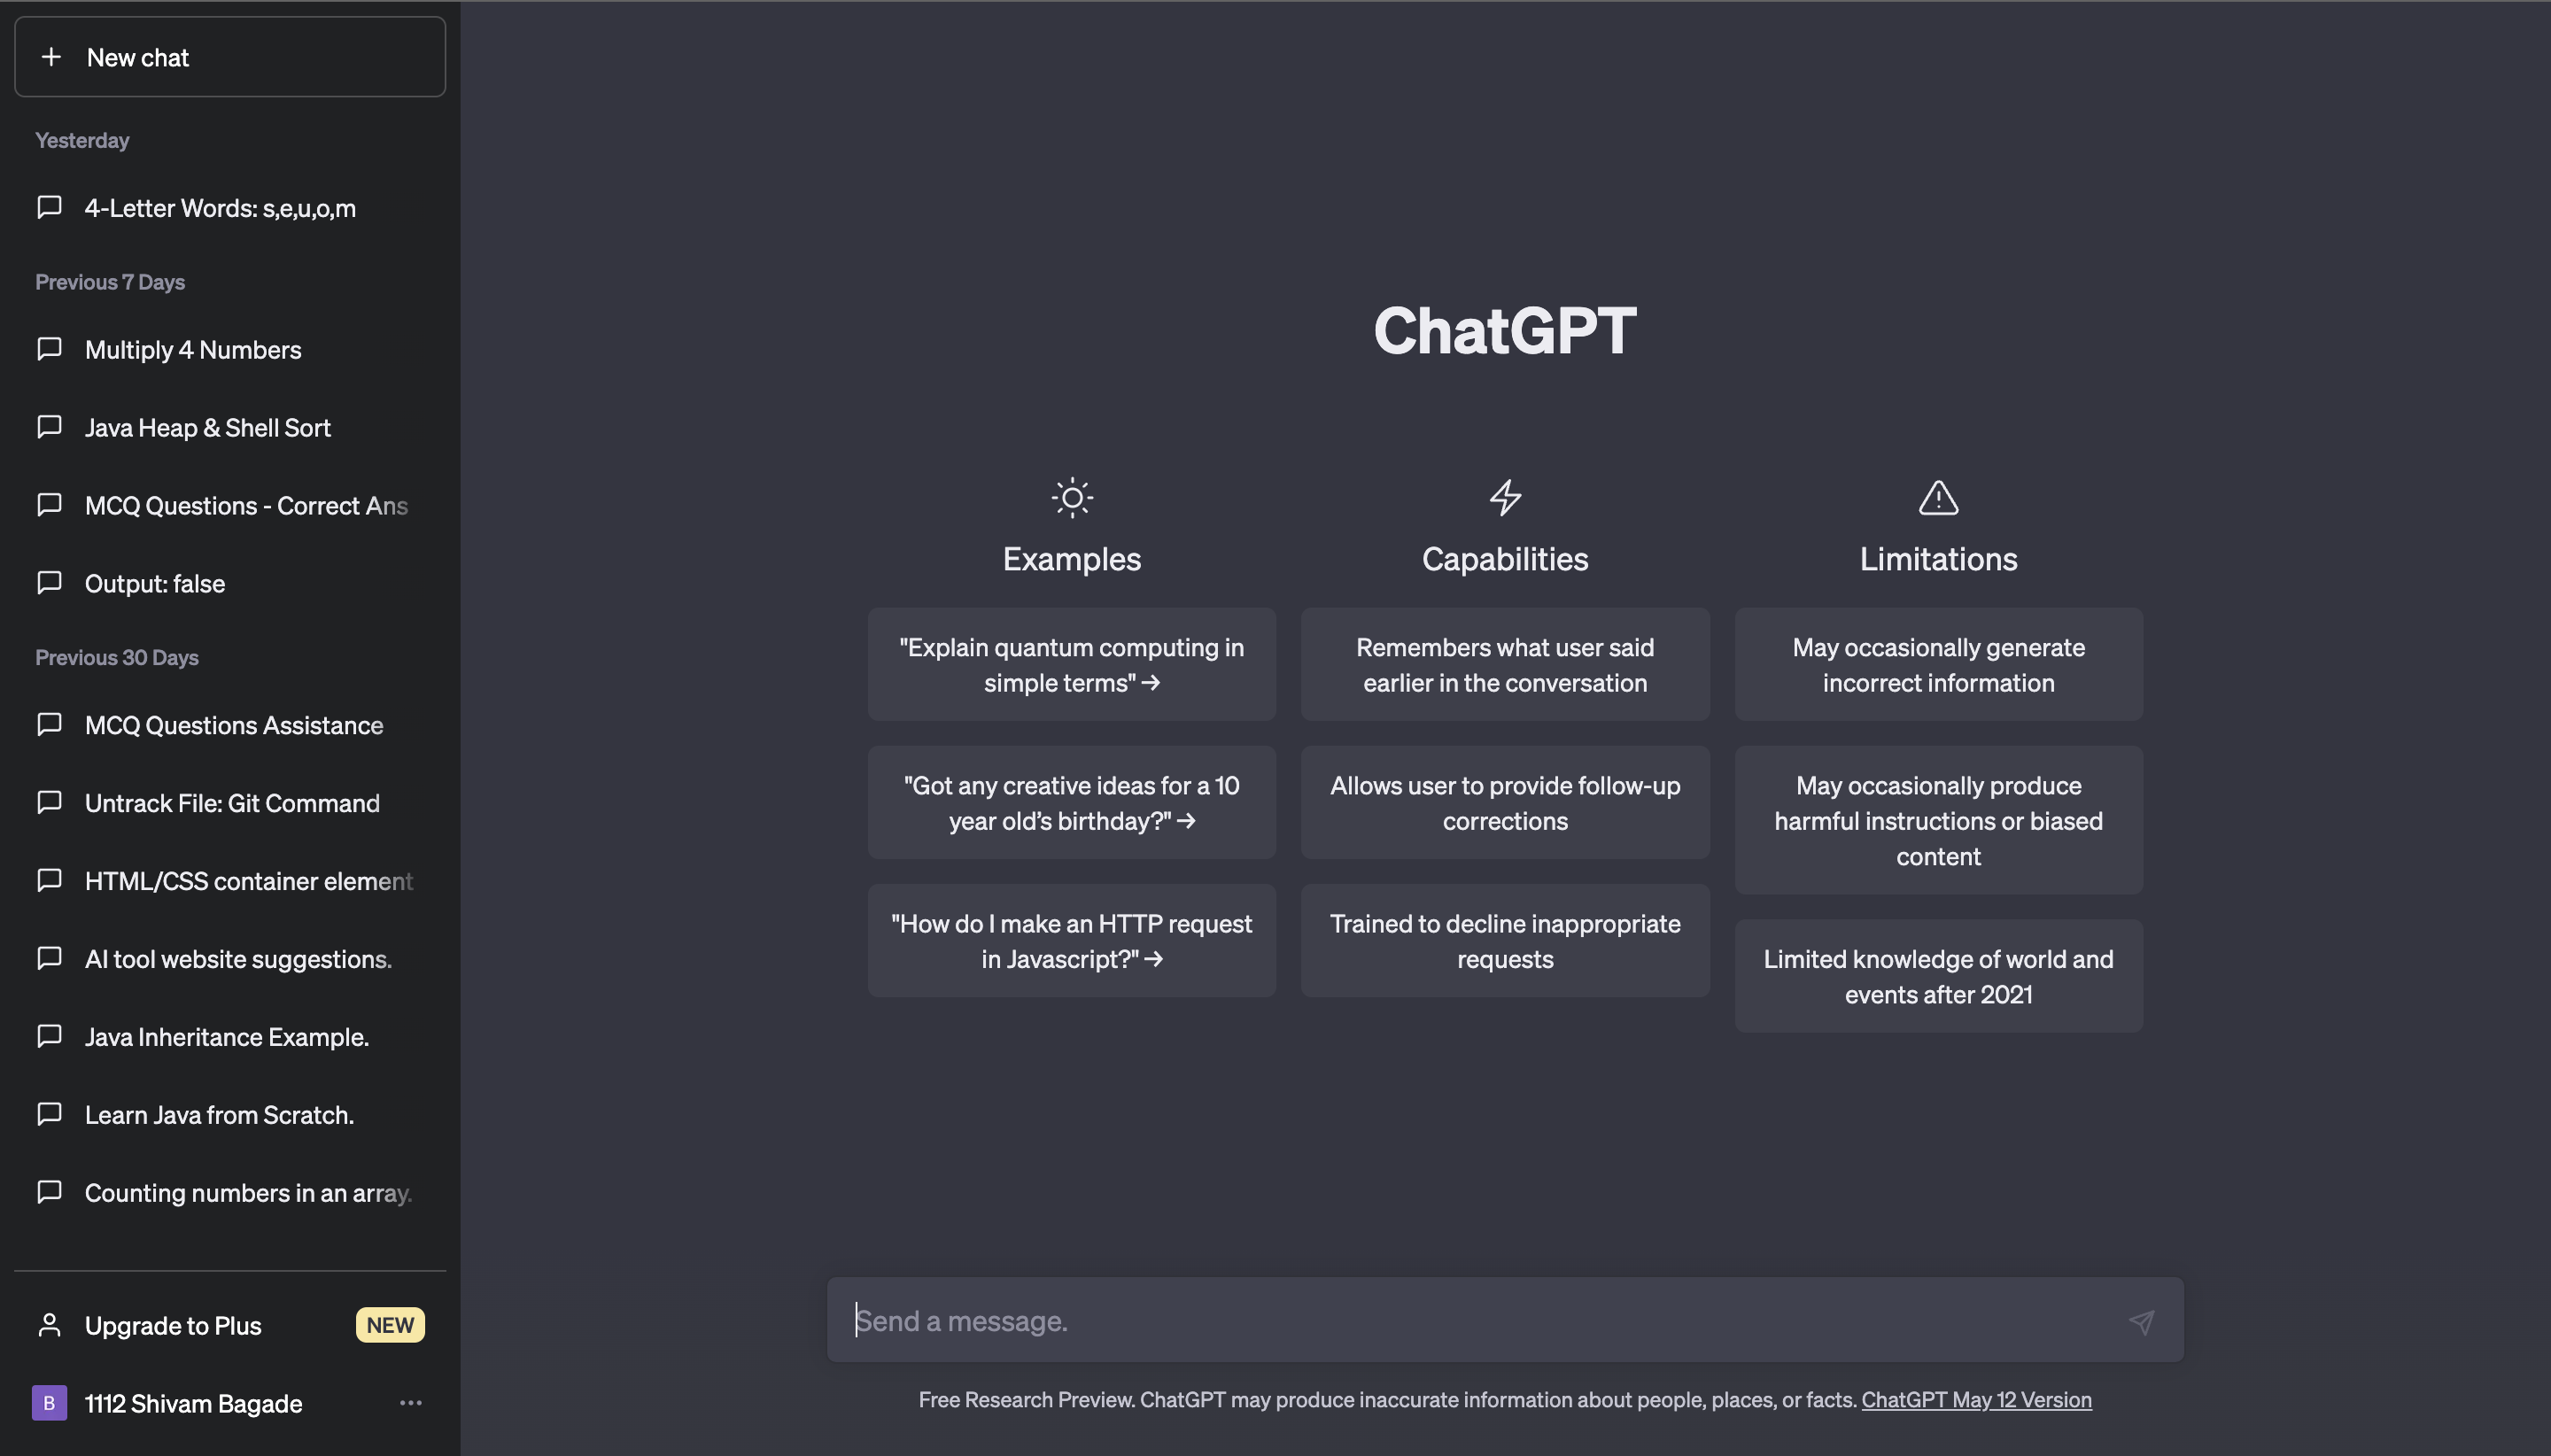 New chat
Yesterday
4-Letter Words: s,e,u,o,m
Previous 7 Days
Multiply 4 Numbers
Java Heap & Shell Sort
MCQ Questions - Correct Ans
Output: false
Previous 30 Days
MCQ Questions Assistance
Untrack File: Git Command
HTML/CSS container element
AI tool website suggestions.
Java Inheritance Example.
Learn Java from Scratch.
Counting numbers in an array.
Upgrade to Plus NEW
B 1112 Shivam Bagade
ChatGPT
Examples
"Explain quantum computing in
simple terms" →
"Got any creative ideas for a 10
year old’s birthday?" →
"How do I make an HTTP request
in Javascript?" →
Capabilities
Remembers what user said
earlier in the conversation
Allows user to provide follow-up
corrections
Trained to decline inappropriate
requests
Limitations
May occasionally generate
incorrect information
May occasionally produce
harmful instructions or biased
content
Limited knowledge of world and
events after 2021
Send a message.
Free Research Preview. ChatGPT may produce inaccurate information about people, places, or facts. ChatGPT May 12 Version